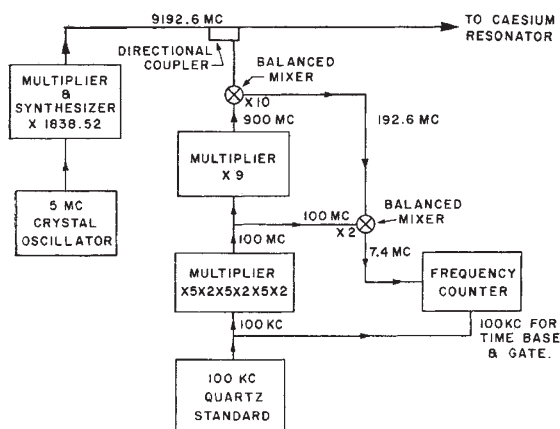 9192.6 MC
TO CAESIUM
RESONATOR
DIRECTIONAL
COUPLER
BALANCED
MIXER
X 10
MULTIPLIER
&
SYNTHESIZER
X 1838.52
900 MC
192.6 MC
MULTIPLIER
X 9
5 MC
CRYSTAL
OSCILLATOR
100 MC
X 2
BALANCED
MIXER
100 MC
7.4 MC
MULTIPLIER
X5X2X5X2X5X2
FREQUENCY
COUNTER
100 KC
100KC FOR
TIME BASE
& GATE.
100 KC
QUARTZ
STANDARD